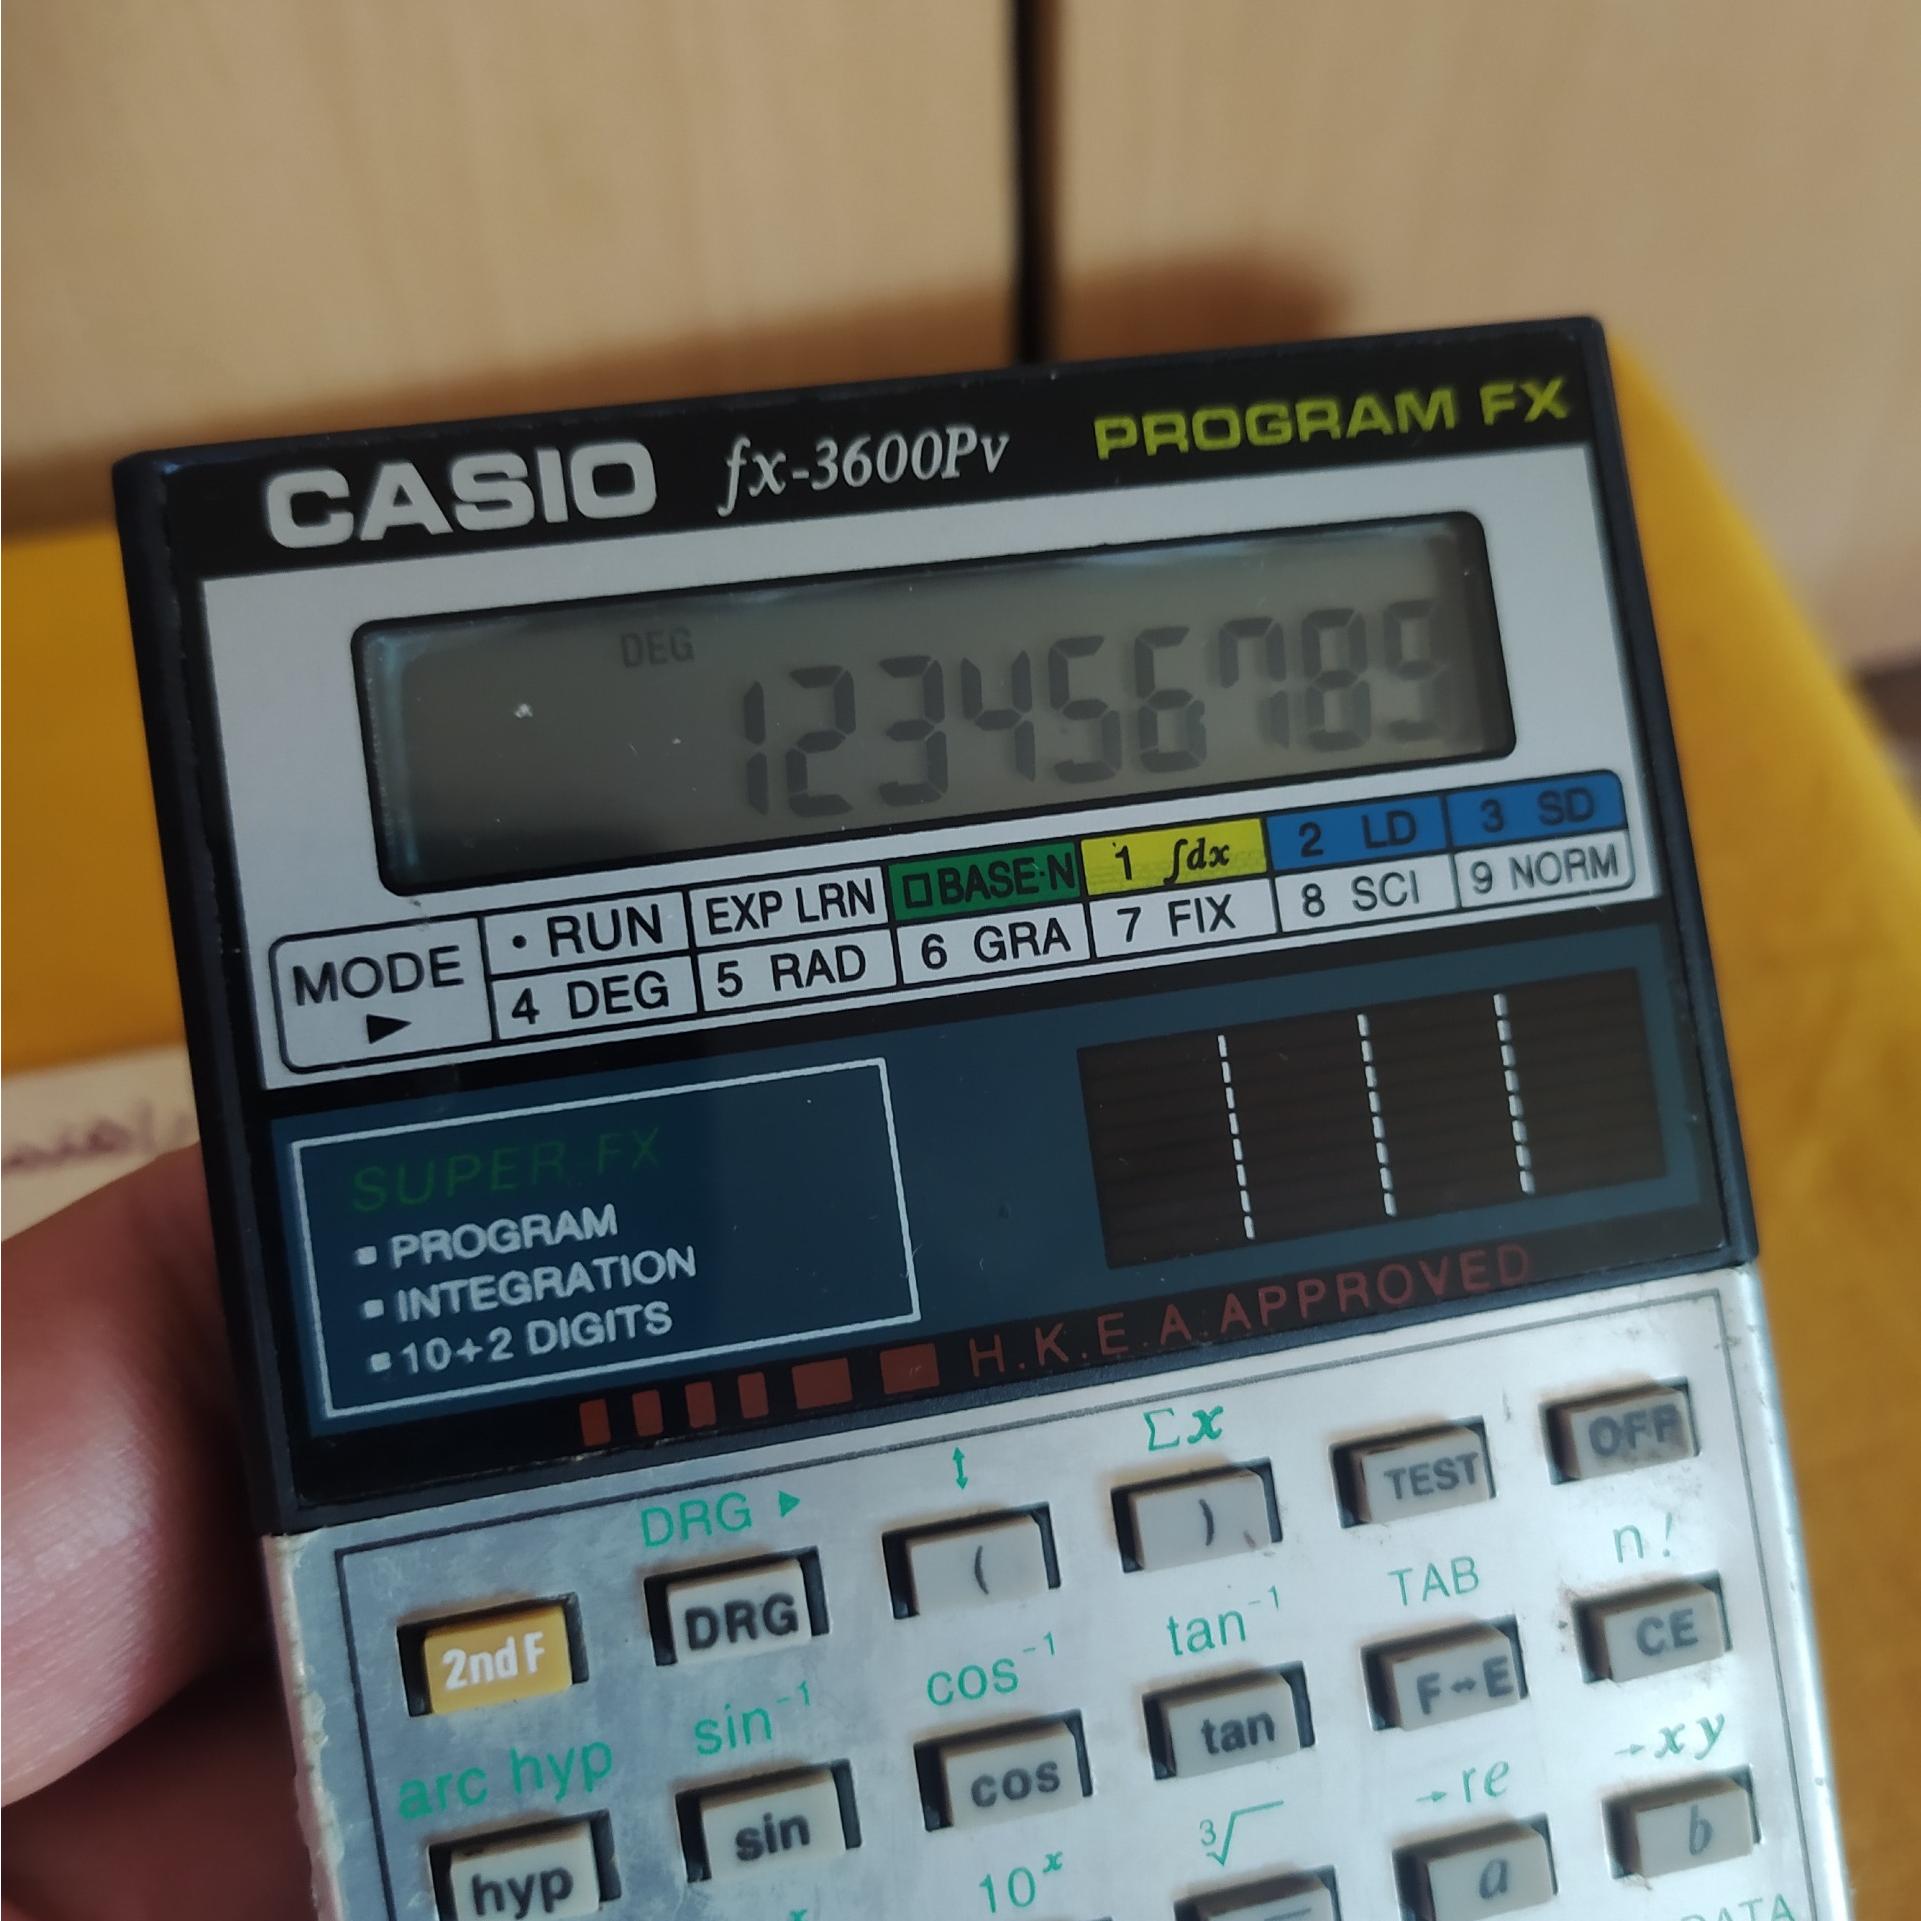 CASIO fx-3600Pv PROGRAM FX
DEG
123456789
MODE ► • RUN EXP LRN □BASE-N 1 ∫dx 2 LD 3 SD
4 DEG 5 RAD 6 GRA 7 FIX 8 SCI 9 NORM
SUPER FX
▪ PROGRAM
▪ INTEGRATION
▪ 10+2 DIGITS
H.K.E.A. APPROVED
DRG ► ↕ Σx
2ndF DRG ( ) TEST OFF
arc hyp sin⁻¹ cos⁻¹ tan⁻¹ TAB n!
hyp sin cos tan F↔E CE
10ˣ ³√ →re →xy
a b
DATA